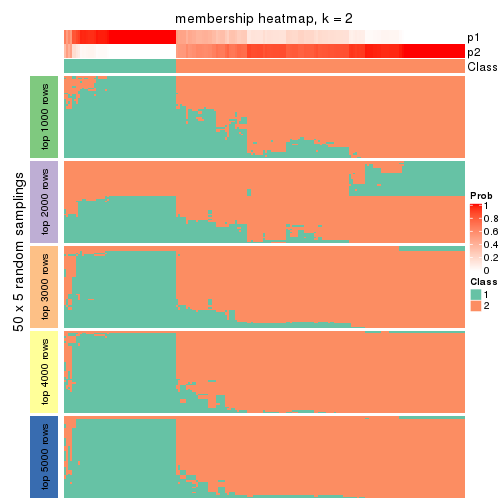 membership heatmap, k = 2
p1
p2
Class
50 x 5 random samplings
top 1000 rows
top 2000 rows
top 3000 rows
top 4000 rows
top 5000 rows
Prob
1
0.8
0.6
0.4
0.2
0
Class
1
2